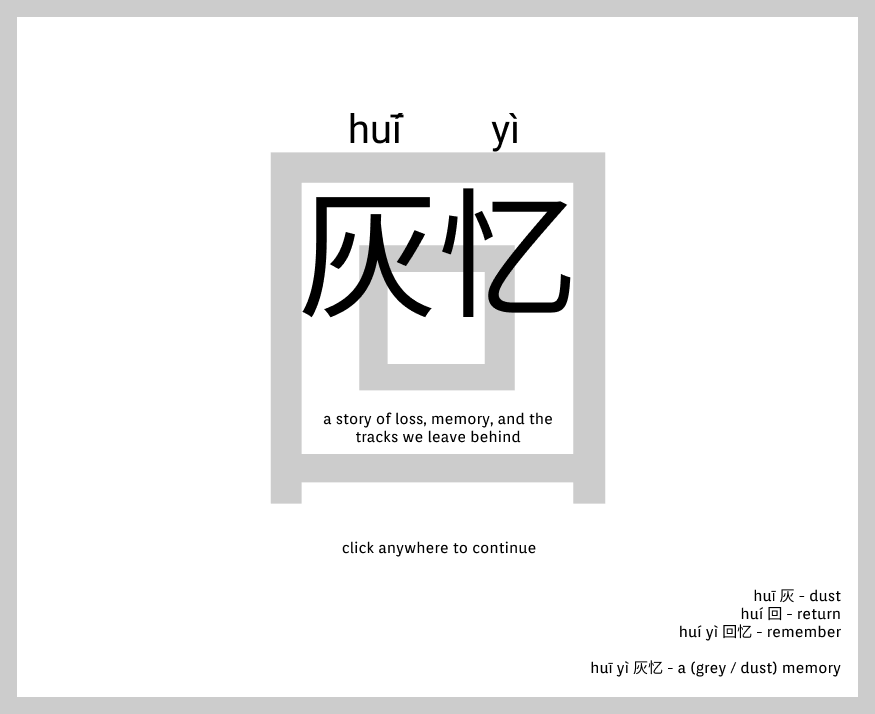 huī yì
灰忆
回
a story of loss, memory, and the
tracks we leave behind
click anywhere to continue
huī 灰 - dust
huí 回 - return
huí yì 回忆 - remember
huī yì 灰忆 - a (grey / dust) memory